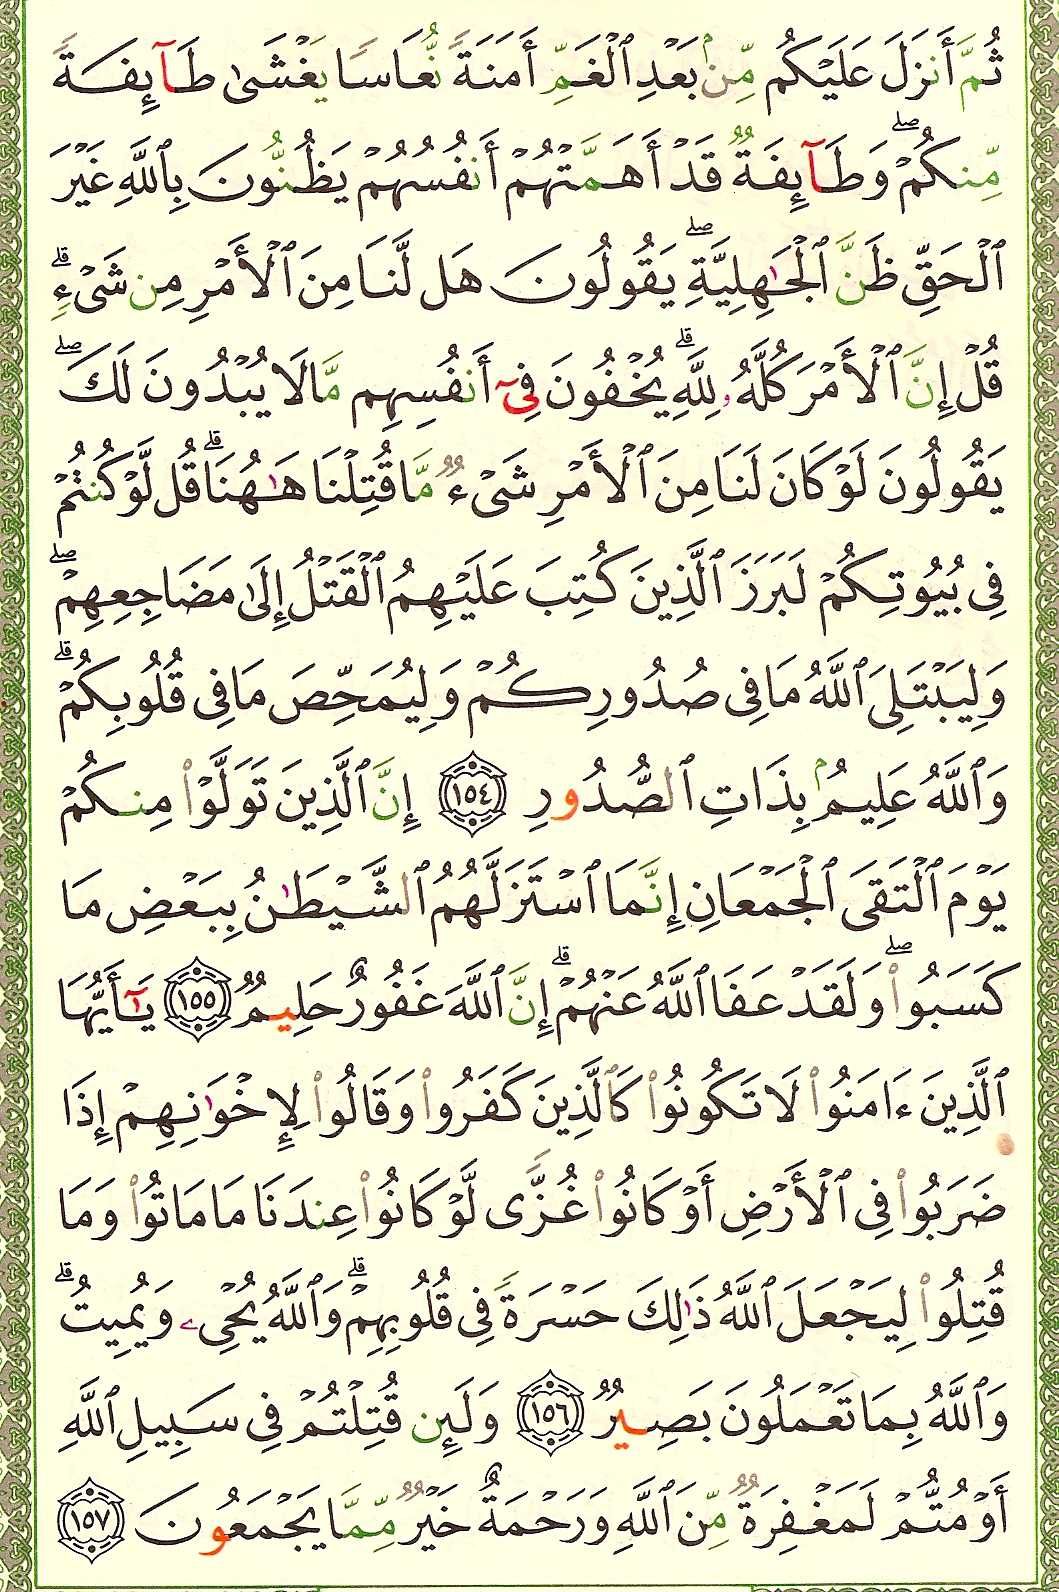 ثُمَّ أَنزَلَ عَلَيْكُم مِّنۢ بَعْدِ ٱلْغَمِّ أَمَنَةً نُّعَاسًا يَغْشَىٰ طَآئِفَةً
مِّنكُمْ ۖ وَطَآئِفَةٌ قَدْ أَهَمَّتْهُمْ أَنفُسُهُمْ يَظُنُّونَ بِٱللَّهِ غَيْرَ
ٱلْحَقِّ ظَنَّ ٱلْجَـٰهِلِيَّةِ ۖ يَقُولُونَ هَل لَّنَا مِنَ ٱلْأَمْرِ مِن شَىْءٍ ۗ
قُلْ إِنَّ ٱلْأَمْرَ كُلَّهُۥ لِلَّهِ ۗ يُخْفُونَ فِىٓ أَنفُسِهِم مَّا لَا يُبْدُونَ لَكَ ۖ
يَقُولُونَ لَوْ كَانَ لَنَا مِنَ ٱلْأَمْرِ شَىْءٌ مَّا قُتِلْنَا هَـٰهُنَا ۗ قُل لَّوْ كُنتُمْ
فِى بُيُوتِكُمْ لَبَرَزَ ٱلَّذِينَ كُتِبَ عَلَيْهِمُ ٱلْقَتْلُ إِلَىٰ مَضَاجِعِهِمْ ۖ
وَلِيَبْتَلِىَ ٱللَّهُ مَا فِى صُدُورِكُمْ وَلِيُمَحِّصَ مَا فِى قُلُوبِكُمْ ۗ
وَٱللَّهُ عَلِيمٌۢ بِذَاتِ ٱلصُّدُورِ ١٥٤ إِنَّ ٱلَّذِينَ تَوَلَّوْا۟ مِنكُمْ
يَوْمَ ٱلْتَقَى ٱلْجَمْعَانِ إِنَّمَا ٱسْتَزَلَّهُمُ ٱلشَّيْطَـٰنُ بِبَعْضِ مَا
كَسَبُوا۟ ۖ وَلَقَدْ عَفَا ٱللَّهُ عَنْهُمْ ۗ إِنَّ ٱللَّهَ غَفُورٌ حَلِيمٌ ١٥٥ يَـٰٓأَيُّهَا
ٱلَّذِينَ ءَامَنُوا۟ لَا تَكُونُوا۟ كَٱلَّذِينَ كَفَرُوا۟ وَقَالُوا۟ لِإِخْوَٰنِهِمْ إِذَا
ضَرَبُوا۟ فِى ٱلْأَرْضِ أَوْ كَانُوا۟ غُزًّى لَّوْ كَانُوا۟ عِندَنَا مَا مَاتُوا۟ وَمَا
قُتِلُوا۟ لِيَجْعَلَ ٱللَّهُ ذَٰلِكَ حَسْرَةً فِى قُلُوبِهِمْ ۗ وَٱللَّهُ يُحْىِۦ وَيُمِيتُ ۗ
وَٱللَّهُ بِمَا تَعْمَلُونَ بَصِيرٌ ١٥٦ وَلَئِن قُتِلْتُمْ فِى سَبِيلِ ٱللَّهِ
أَوْ مُتُّمْ لَمَغْفِرَةٌ مِّنَ ٱللَّهِ وَرَحْمَةٌ خَيْرٌ مِّمَّا يَجْمَعُونَ ١٥٧